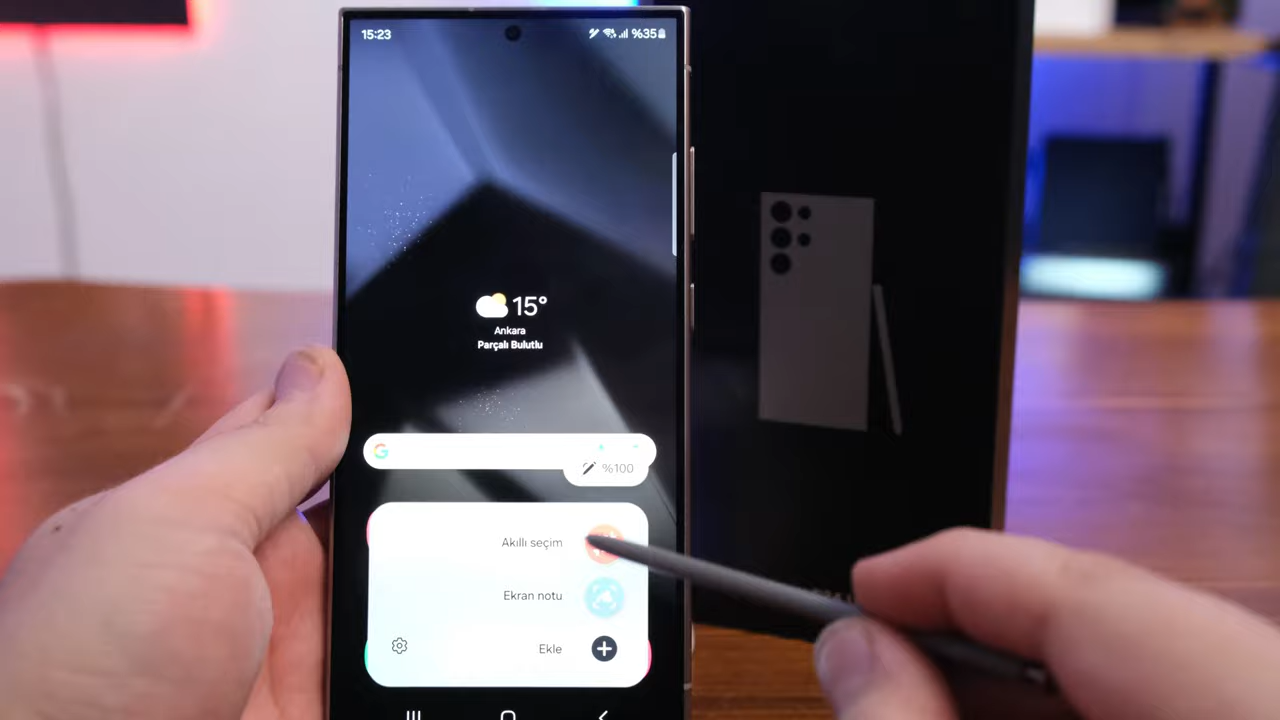 15:23
%35
15°
Ankara
Parçalı Bulutlu
G
%100
Akıllı seçim
Ekran notu
Ekle